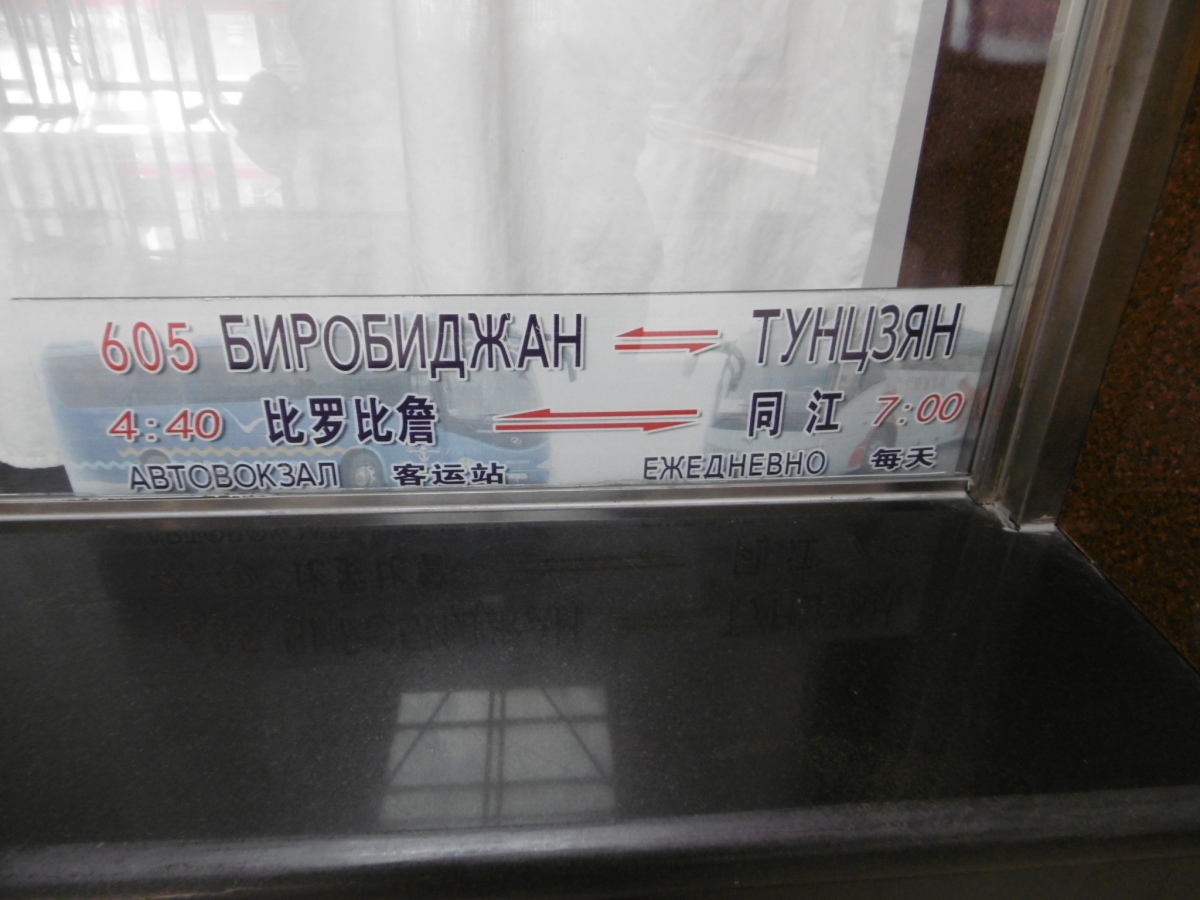 605 БИРОБИДЖАН ТУНЦЗЯН
4:40 比罗比詹 同江 7:00
АВТОВОКЗАЛ 客运站 ЕЖЕДНЕВНО 每天